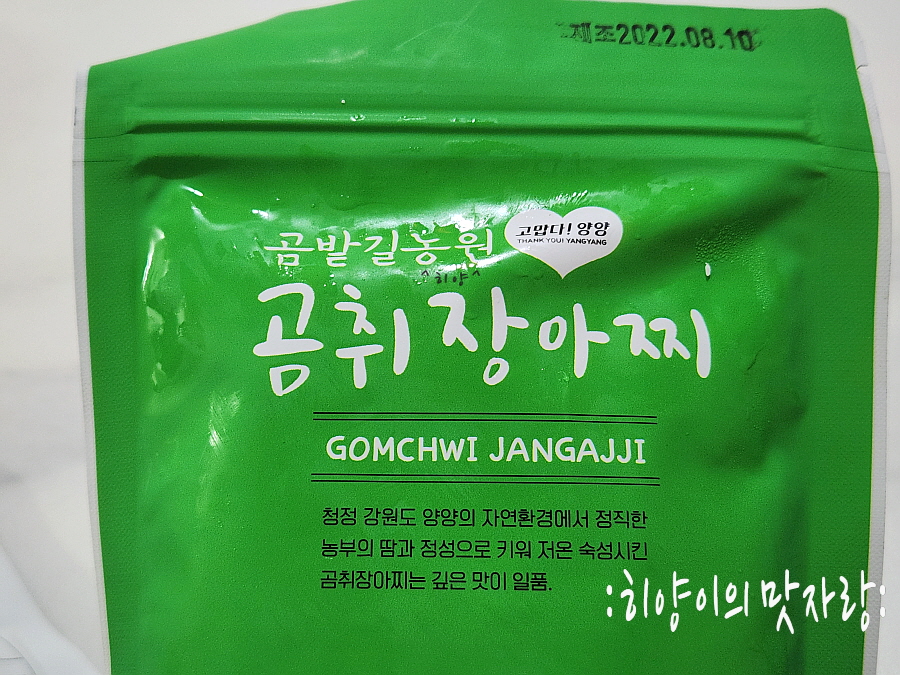 제조2022.08.10
곰밭길농원
고맙다! 양양
THANK YOU! YANGYANG
^희양^
곰취장아찌
GOMCHWI JANGAJJI
청정 강원도 양양의 자연환경에서 정직한
농부의 땀과 정성으로 키워 저온 숙성시킨
곰취장아찌는 깊은 맛이 일품.
:희양이의맛자랑: